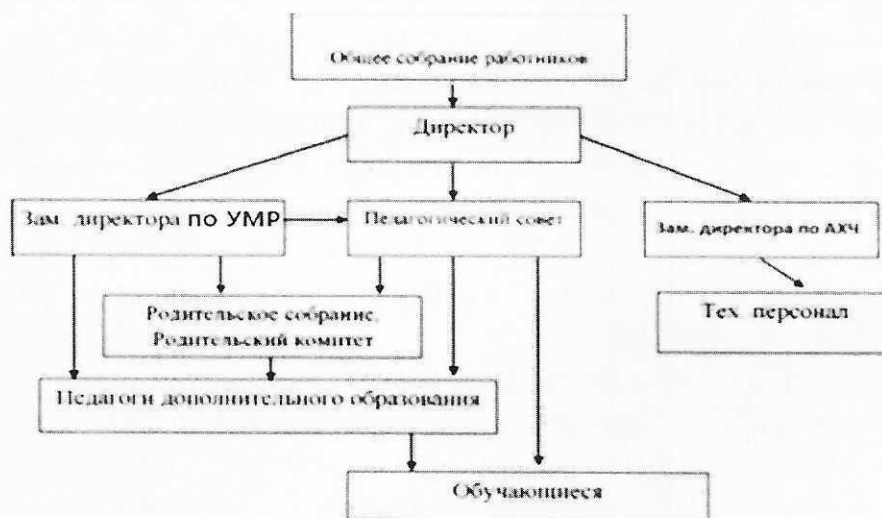 Общее собрание работников
Директор
Зам. директора по УМР
Педагогический совет
Зам. директора по АХЧ
Родительское собрание,
Родительский комитет
Тех. персонал
Педагоги дополнительного образования
Обучающиеся